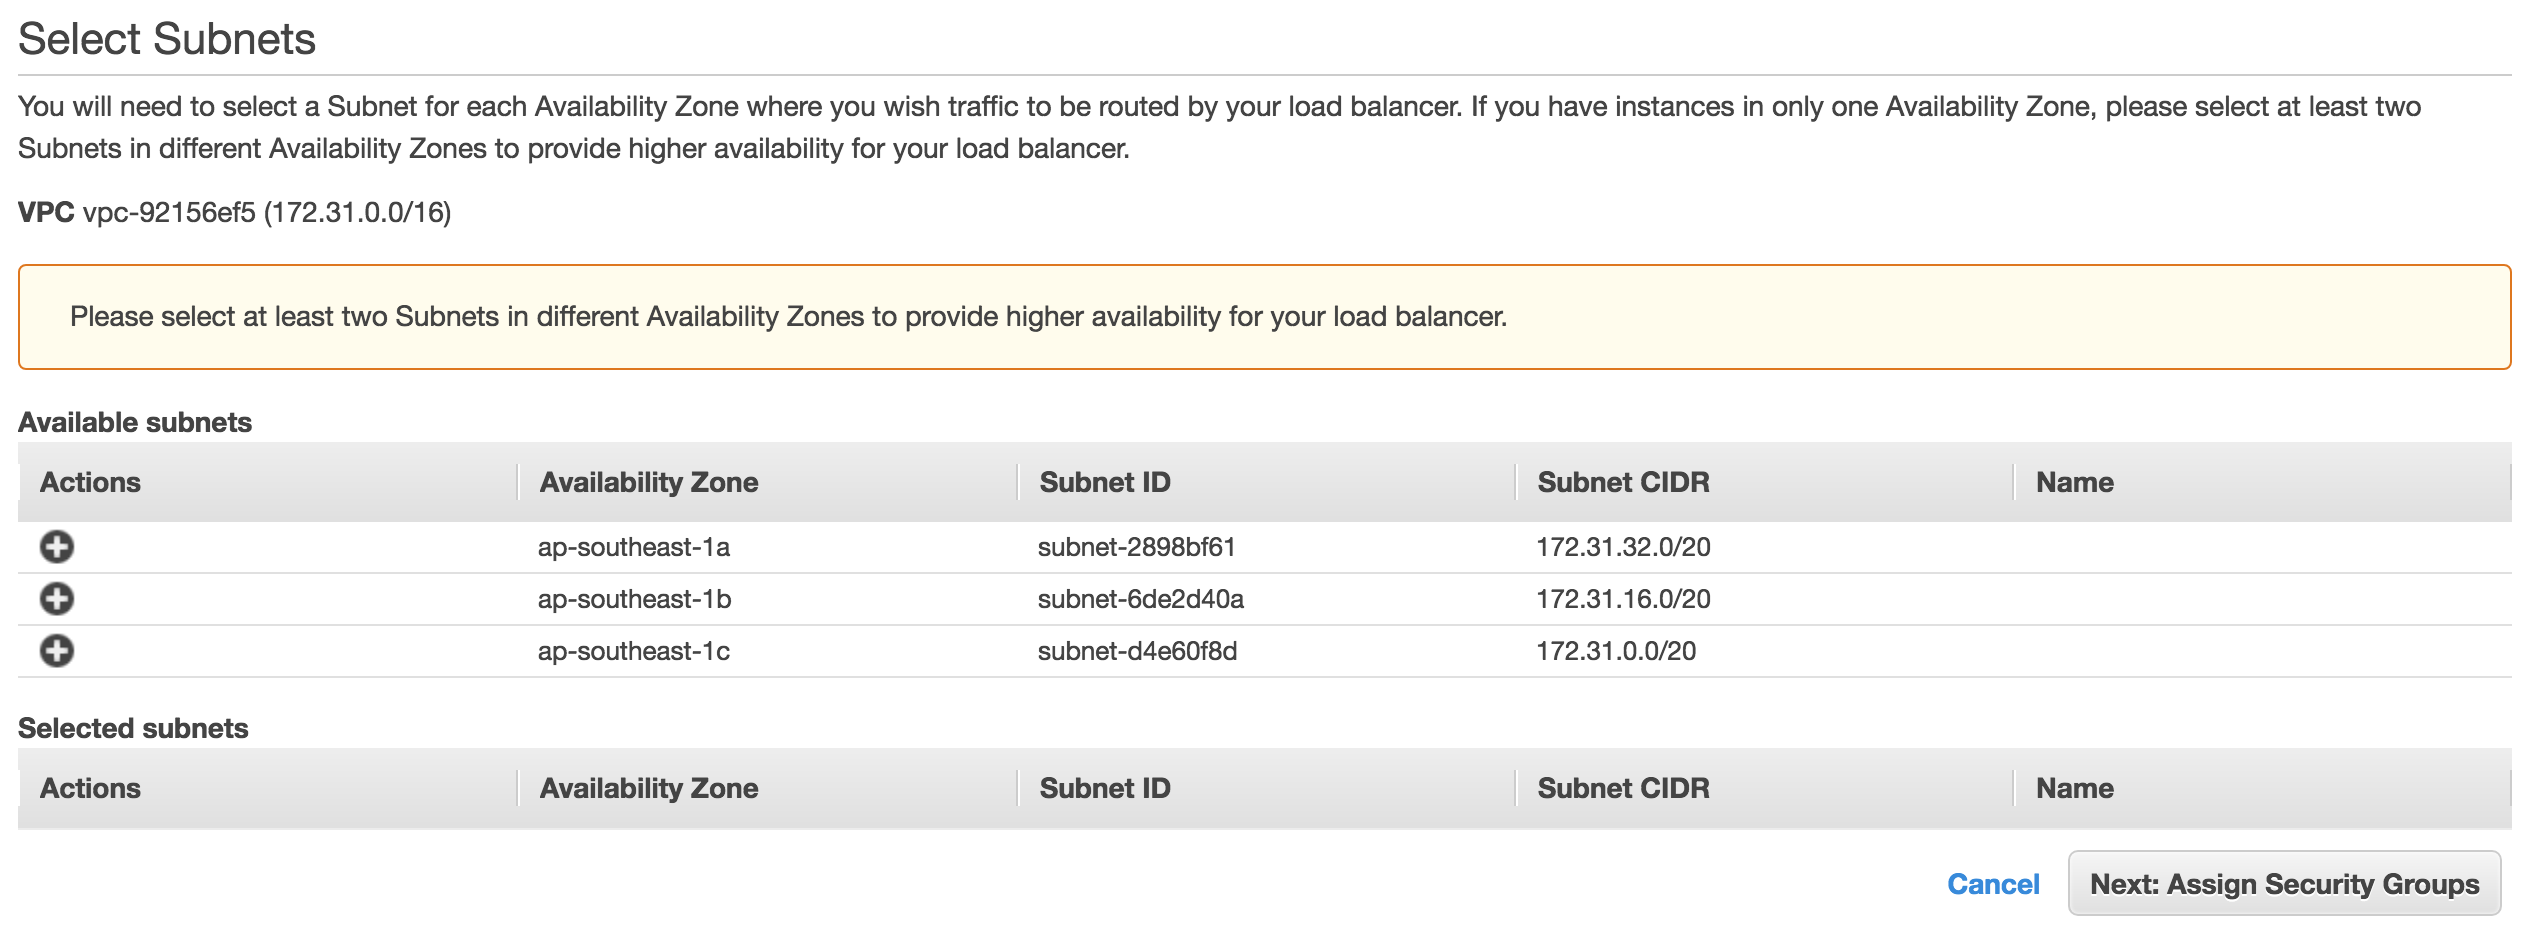 Select Subnets
You will need to select a Subnet for each Availability Zone where you wish traffic to be routed by your load balancer. If you have instances in only one Availability Zone, please select at least two
Subnets in different Availability Zones to provide higher availability for your load balancer.
VPC vpc-92156ef5 (172.31.0.0/16)
Please select at least two Subnets in different Availability Zones to provide higher availability for your load balancer.
Available subnets
Actions Availability Zone Subnet ID Subnet CIDR Name
ap-southeast-1a subnet-2898bf61 172.31.32.0/20
ap-southeast-1b subnet-6de2d40a 172.31.16.0/20
ap-southeast-1c subnet-d4e60f8d 172.31.0.0/20
Selected subnets
Actions Availability Zone Subnet ID Subnet CIDR Name
Cancel Next: Assign Security Groups